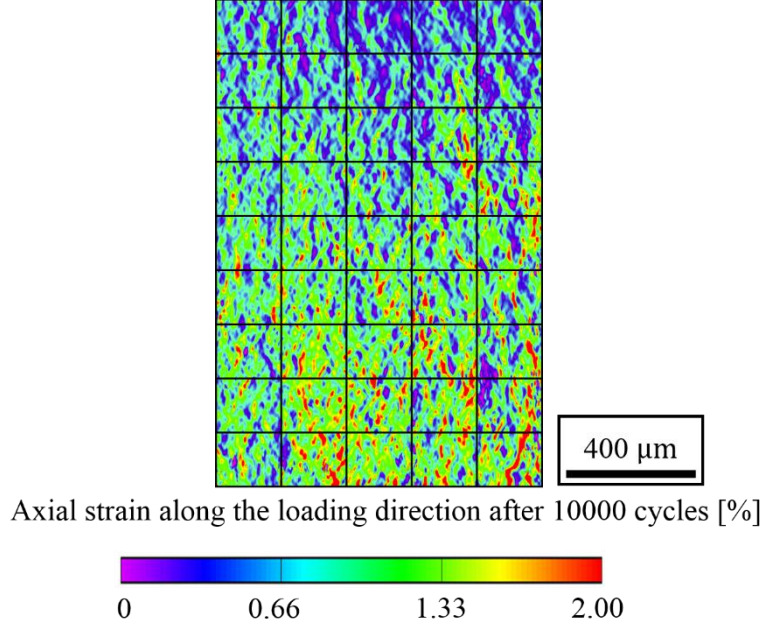 400 μm
Axial strain along the loading direction after 10000 cycles [%]
0 0.66 1.33 2.00